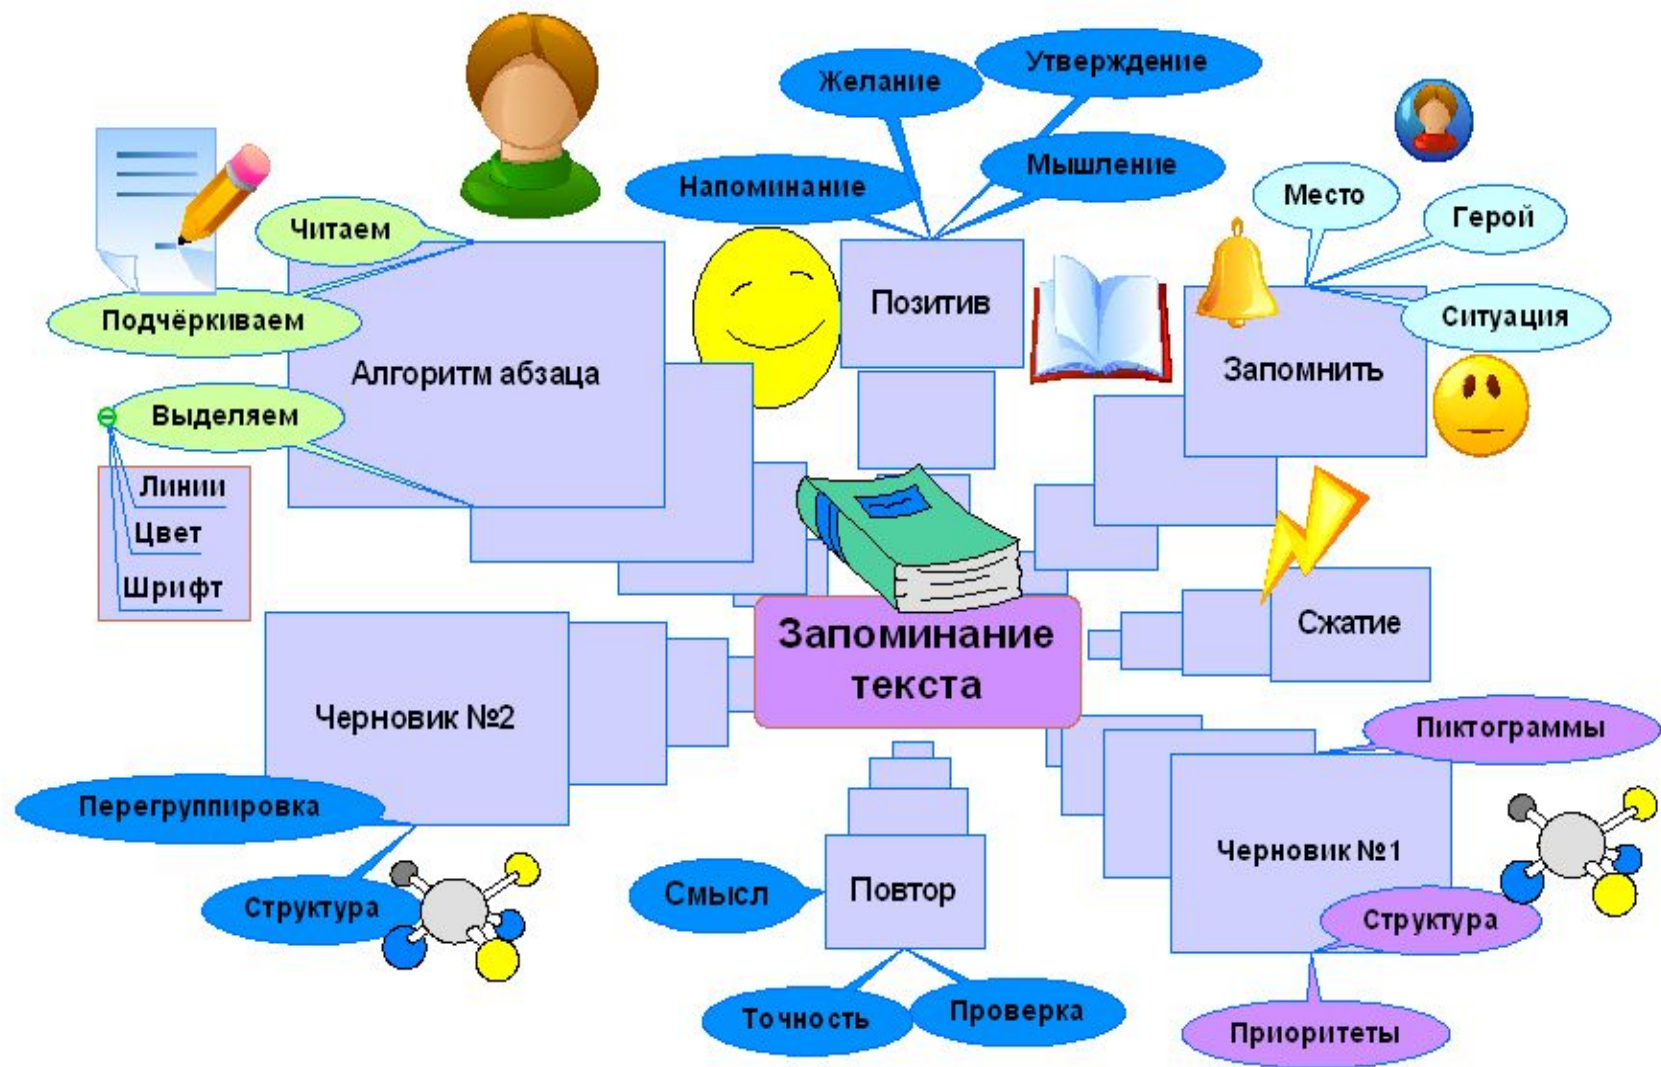 Желание
Утверждение
Напоминание
Мышление
Позитив
Место
Герой
Ситуация
Запомнить
Читаем
Подчёркиваем
Алгоритм абзаца
Выделяем
Линии
Цвет
Шрифт
Запоминание
текста
Сжатие
Черновик №2
Перегруппировка
Структура
Пиктограммы
Черновик №1
Структура
Приоритеты
Смысл
Повтор
Точность
Проверка